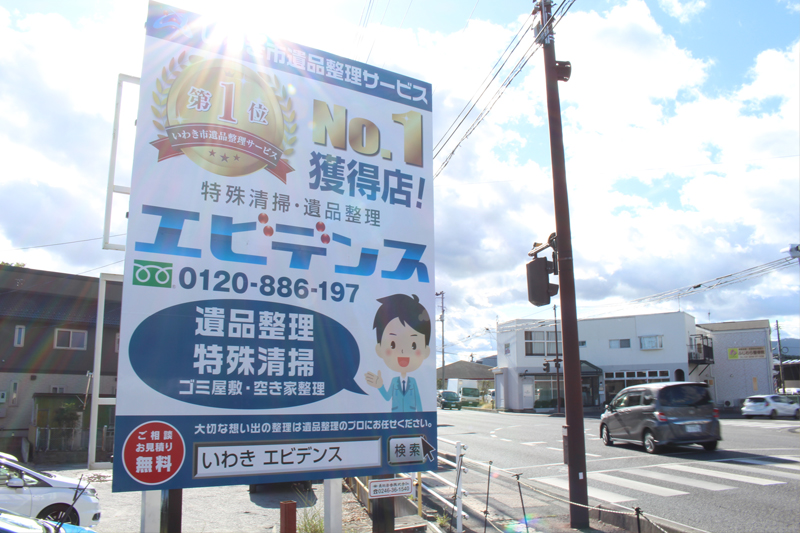 市遺品整理サービス
第1位
いわき市遺品整理サービス
No.1
獲得店!
特殊清掃・遺品整理
エビデンス
0120-886-197
遺品整理
特殊清掃
ゴミ屋敷・空き家整理
大切な想い出の整理は遺品整理のプロにお任せください。
ご相談
お見積り
無料
いわき エビデンス
検索
0246-36-1540